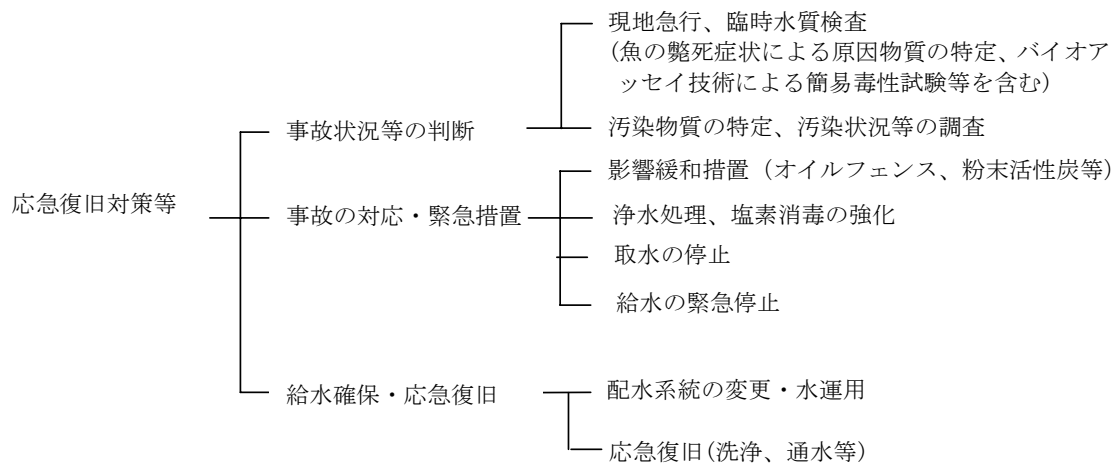 現地急行、臨時水質検査
(魚の斃死症状による原因物質の特定、バイオア
ッセイ技術による簡易毒性試験等を含む)
事故状況等の判断
汚染物質の特定、汚染状況等の調査
影響緩和措置（オイルフェンス、粉末活性炭等）
応急復旧対策等
事故の対応・緊急措置
浄水処理、塩素消毒の強化
取水の停止
給水の緊急停止
給水確保・応急復旧
配水系統の変更・水運用
応急復旧(洗浄、通水等)